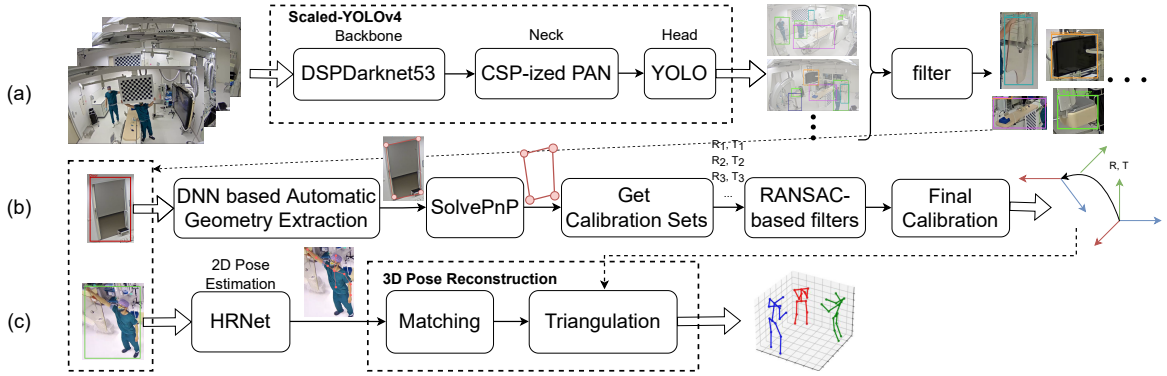 Scaled-YOLOv4
Backbone
Neck
Head
(a)
DSPDarknet53
CSP-ized PAN
YOLO
filter
R1, T1
R2, T2
R3, T3
...
(b)
DNN based Automatic
Geometry Extraction
SolvePnP
Get
Calibration Sets
RANSAC-
based filters
Final
Calibration
R, T
2D Pose
Estimation
3D Pose Reconstruction
(c)
HRNet
Matching
Triangulation